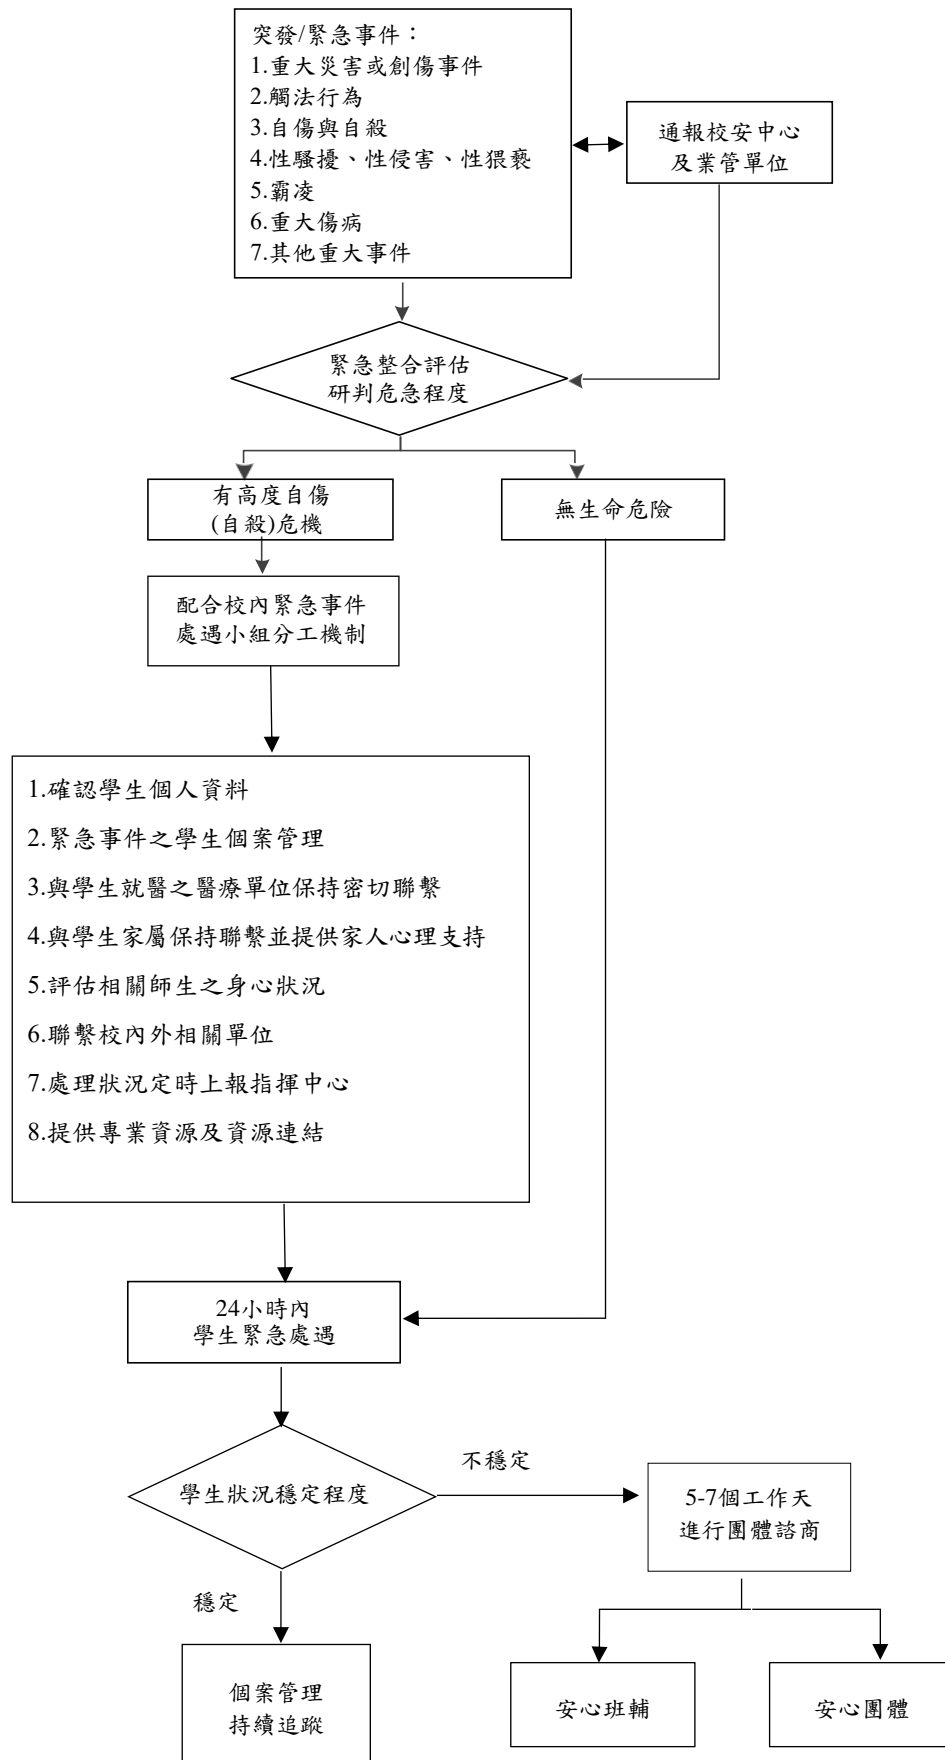 突發/緊急事件：
1.重大災害或創傷事件
2.觸法行為
3.自傷與自殺
4.性騷擾、性侵害、性猥褻
5.霸凌
6.重大傷病
7.其他重大事件
通報校安中心
及業管單位
緊急整合評估
研判危急程度
有高度自傷
(自殺)危機
無生命危險
配合校內緊急事件
處遇小組分工機制
1.確認學生個人資料
2.緊急事件之學生個案管理
3.與學生就醫之醫療單位保持密切聯繫
4.與學生家屬保持聯繫並提供家人心理支持
5.評估相關師生之身心狀況
6.聯繫校內外相關單位
7.處理狀況定時上報指揮中心
8.提供專業資源及資源連結
24小時內
學生緊急處遇
學生狀況穩定程度
不穩定
5-7個工作天
進行團體諮商
穩定
個案管理
持續追蹤
安心班輔
安心團體